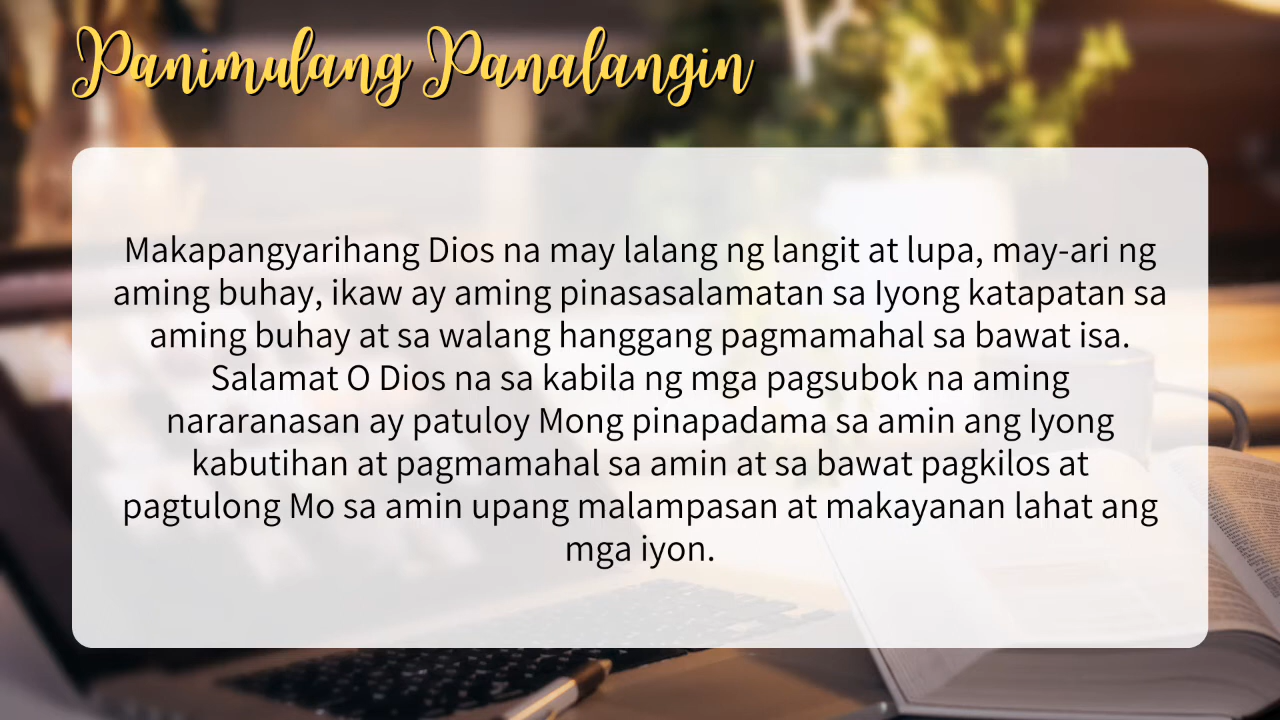 Panimulang Panalangin
Makapangyarihang Dios na may lalang ng langit at lupa, may-ari ng
aming buhay, ikaw ay aming pinasasalamatan sa Iyong katapatan sa
aming buhay at sa walang hanggang pagmamahal sa bawat isa.
Salamat O Dios na sa kabila ng mga pagsubok na aming
nararanasan ay patuloy Mong pinapadama sa amin ang Iyong
kabutihan at pagmamahal sa amin at sa bawat pagkilos at
pagtulong Mo sa amin upang malampasan at makayanan lahat ang
mga iyon.